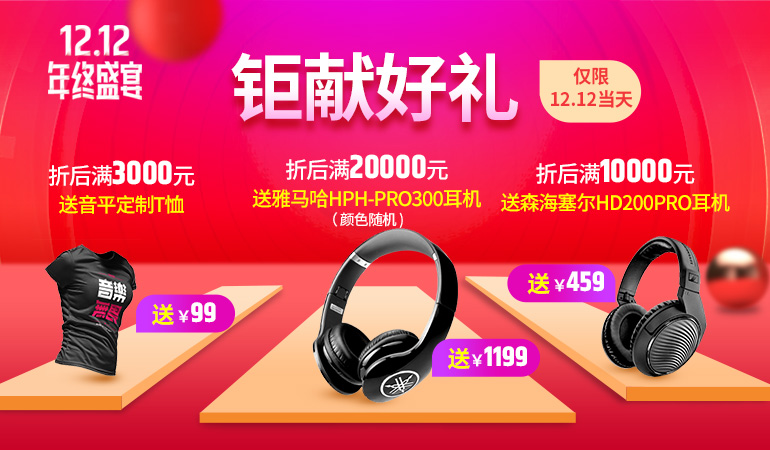 12.12
年终盛宴
钜献好礼
仅限
12.12当天
折后满3000元
送音平定制T恤
折后满20000元
送雅马哈HPH-PRO300耳机
(颜色随机)
折后满10000元
送森海塞尔HD200PRO耳机
音樂
送¥99
送¥1199
送¥459